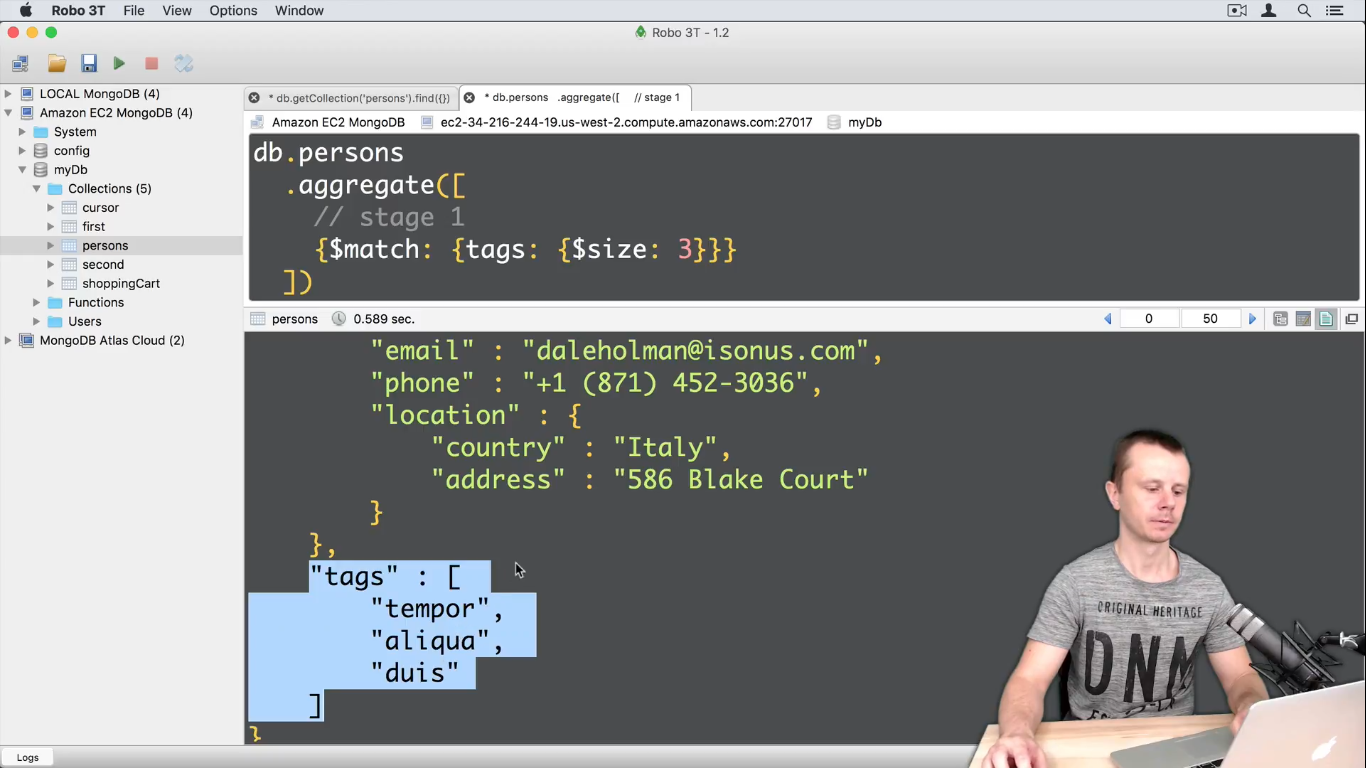 Robo 3T File View Options Window
Robo 3T - 1.2
LOCAL MongoDB (4)
Amazon EC2 MongoDB (4)
System
config
myDb
Collections (5)
cursor
first
persons
second
shoppingCart
Functions
Users
MongoDB Atlas Cloud (2)
* db.getCollection('persons').find({}) * db.persons .aggregate([ // stage 1
Amazon EC2 MongoDB ec2-34-216-244-19.us-west-2.compute.amazonaws.com:27017 myDb
db.persons
.aggregate([
// stage 1
{$match: {tags: {$size: 3}}}
])
persons 0.589 sec. 0 50
"email" : "daleholman@isonus.com",
"phone" : "+1 (871) 452-3036",
"location" : {
"country" : "Italy",
"address" : "586 Blake Court"
}
},
"tags" : [
"tempor",
"aliqua",
"duis"
]
}
ORIGINAL HERITAGE
DNM
Logs